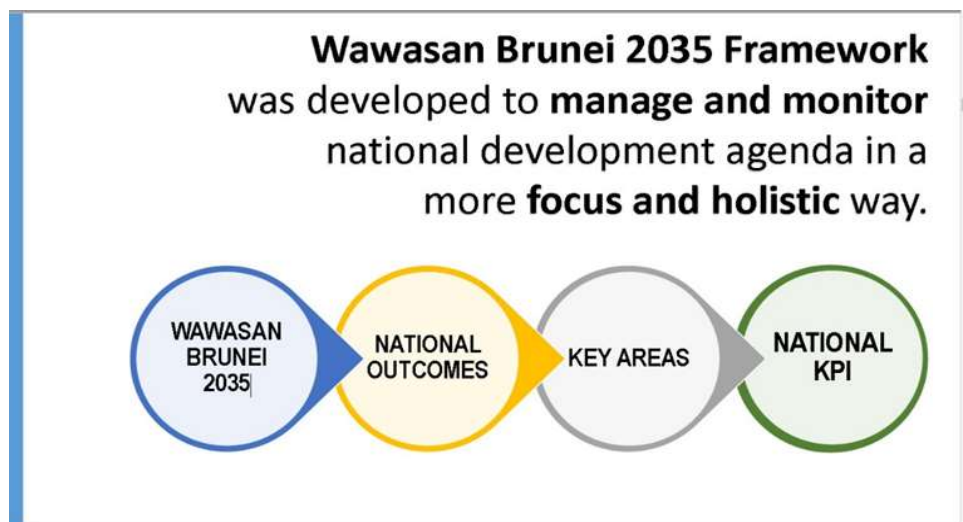 Wawasan Brunei 2035 Framework
was developed to manage and monitor
national development agenda in a
more focus and holistic way.
WAWASAN
BRUNEI
2035
NATIONAL
OUTCOMES
KEY AREAS
NATIONAL
KPI